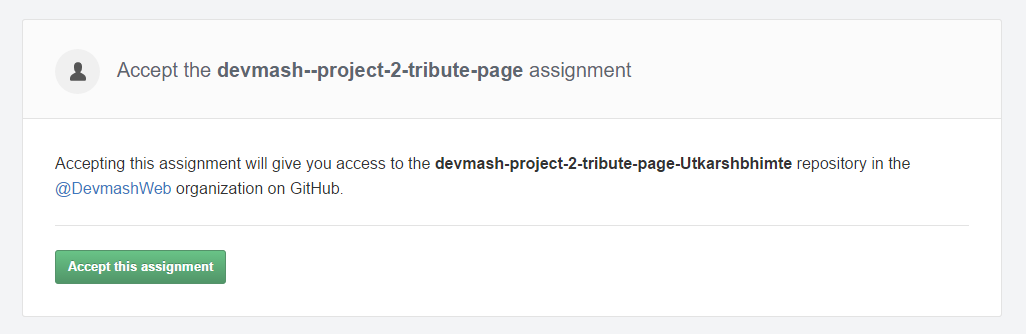 Accept the devmash--project-2-tribute-page assignment
Accepting this assignment will give you access to the devmash-project-2-tribute-page-Utkarshbhimte repository in the
@DevmashWeb organization on GitHub.
Accept this assignment